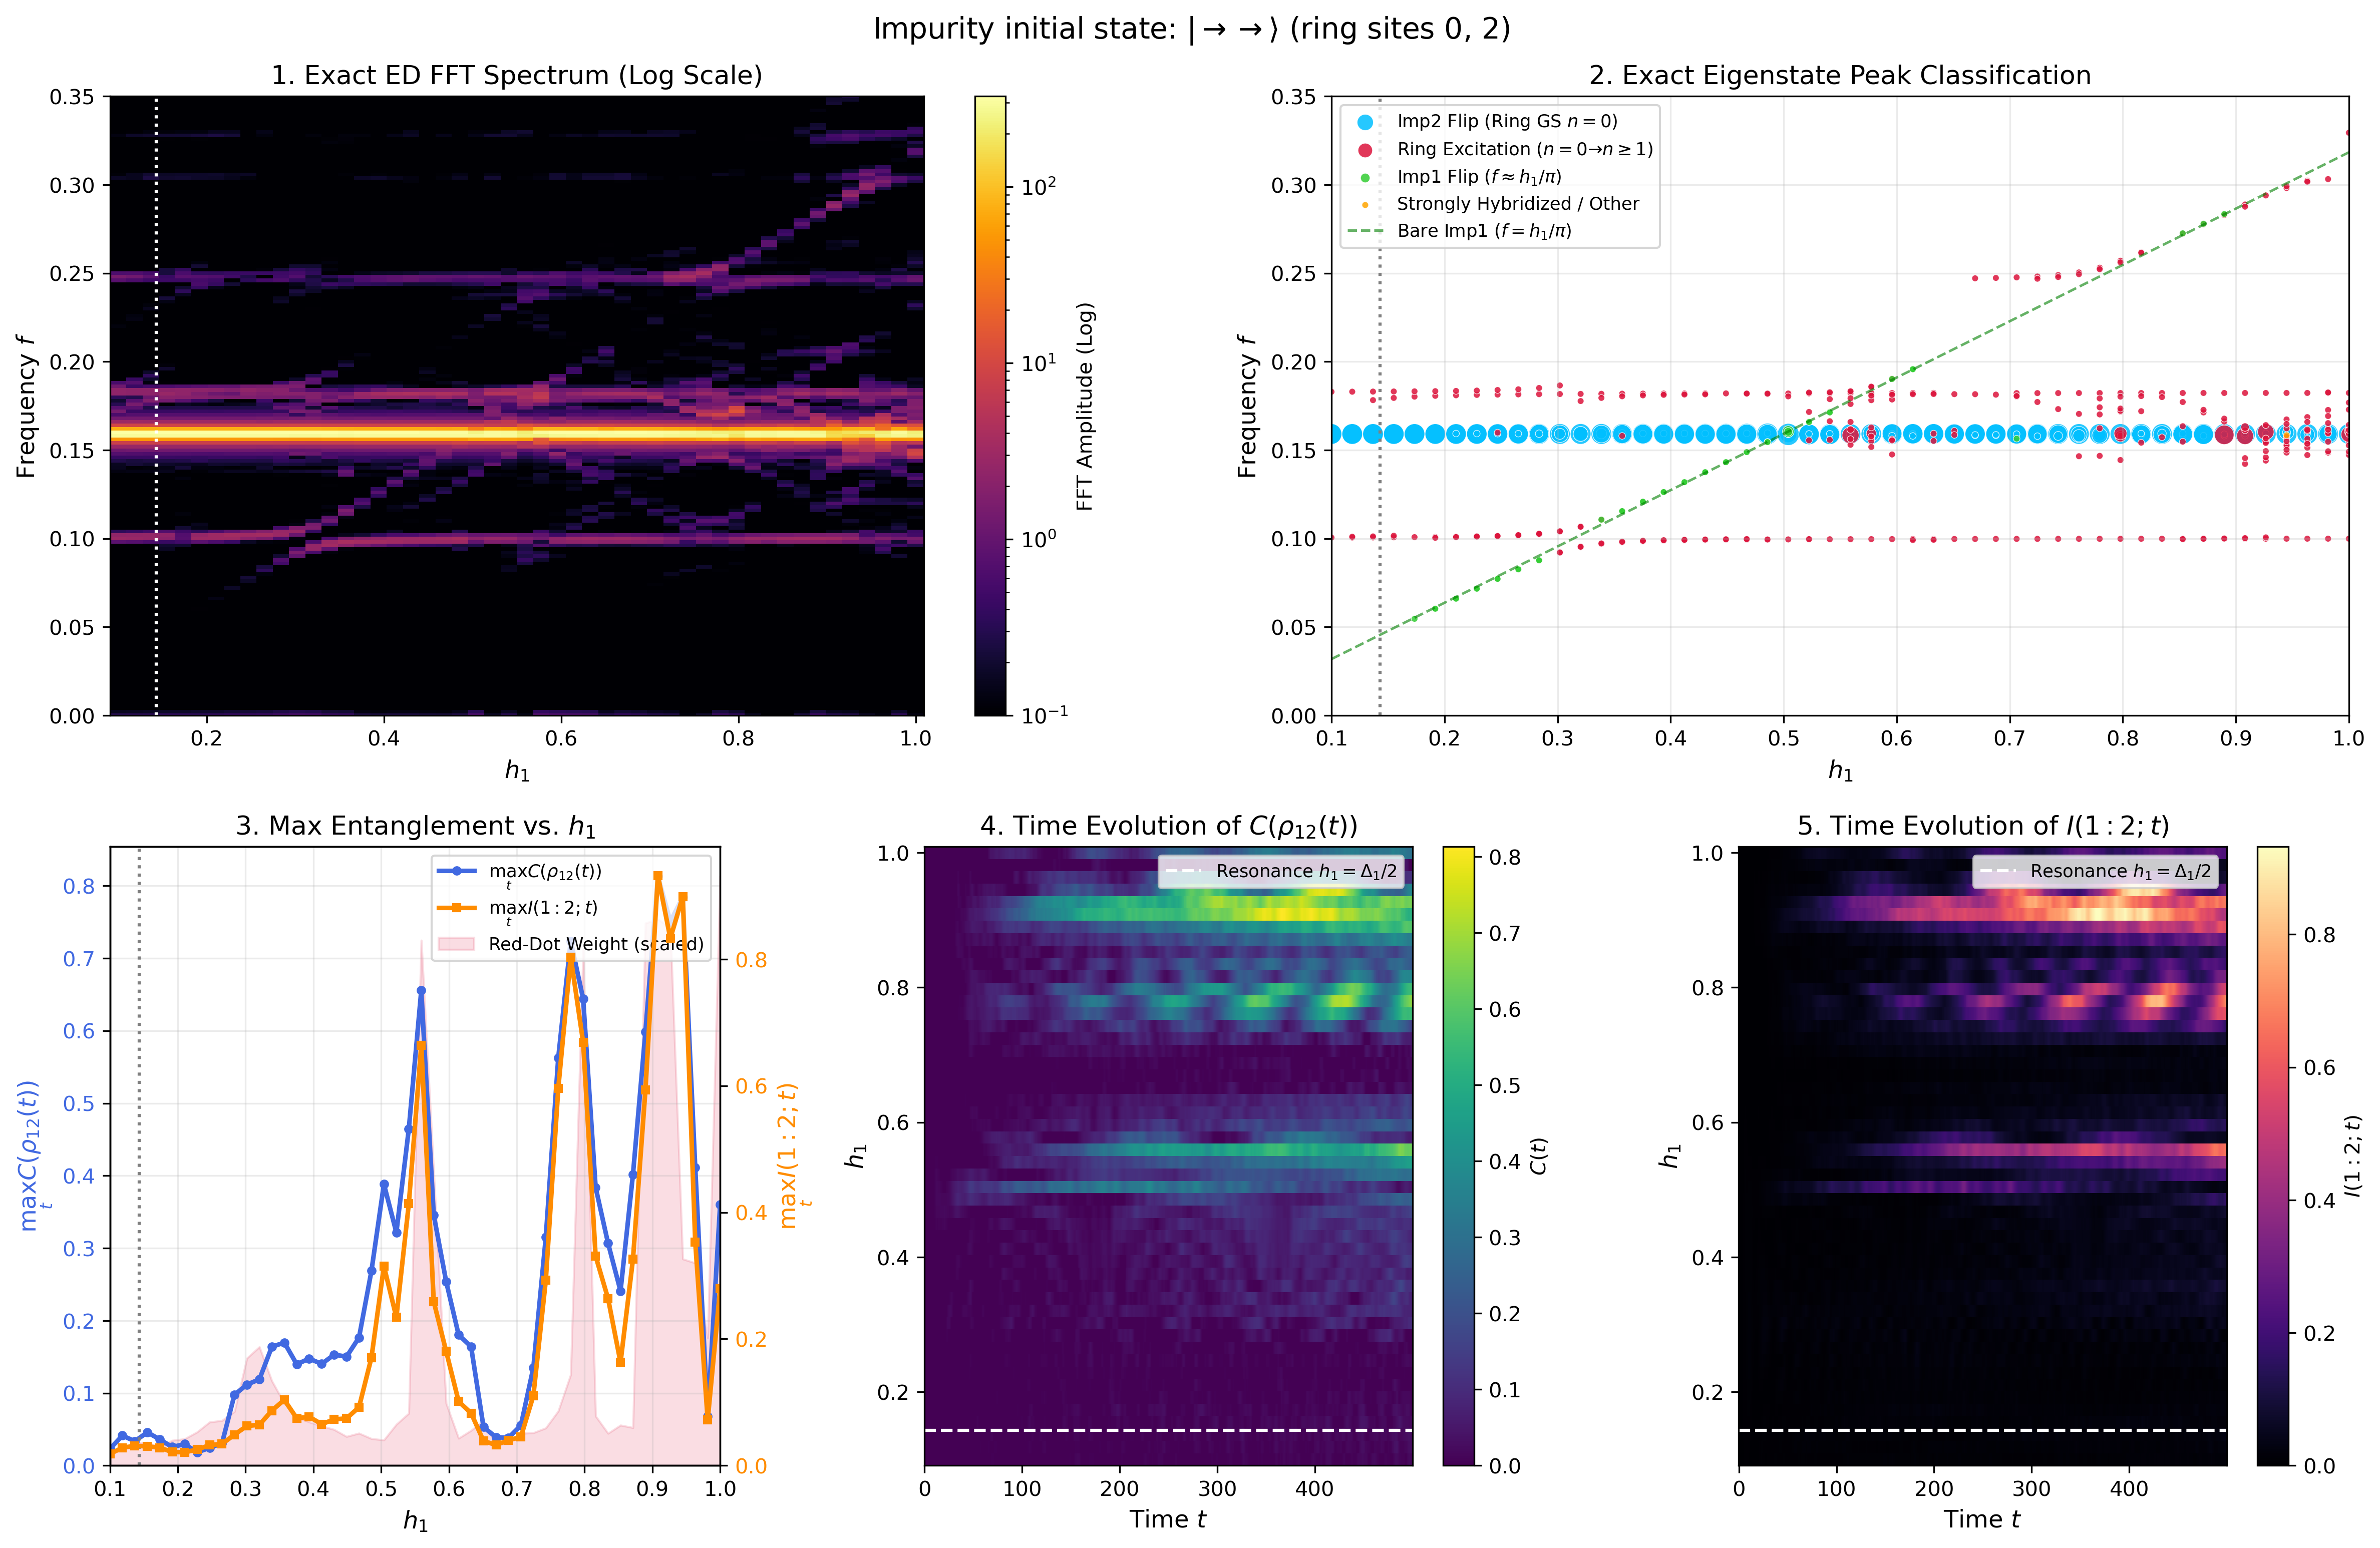 Impurity initial state: |→→⟩ (ring sites 0, 2)
1. Exact ED FFT Spectrum (Log Scale)
Frequency f
0.35
0.30
0.25
0.20
0.15
0.10
0.05
0.00
0.2 0.4 0.6 0.8 1.0
h₁
10²
10¹
10⁰
10⁻¹
FFT Amplitude (Log)
2. Exact Eigenstate Peak Classification
Imp2 Flip (Ring GS n = 0)
Ring Excitation (n = 0→n ≥ 1)
Imp1 Flip (f ≈ h₁/π)
Strongly Hybridized / Other
Bare Imp1 (f = h₁/π)
Frequency f
0.35
0.30
0.25
0.20
0.15
0.10
0.05
0.00
0.1 0.2 0.3 0.4 0.5 0.6 0.7 0.8 0.9 1.0
h₁
3. Max Entanglement vs. h₁
max C(ρ₁₂(t))
t
max I(1 : 2; t)
t
Red-Dot Weight (scaled)
max C(ρ₁₂(t))
t
0.8
0.7
0.6
0.5
0.4
0.3
0.2
0.1
0.0
0.1 0.2 0.3 0.4 0.5 0.6 0.7 0.8 0.9 1.0
h₁
0.8
0.6
0.4
0.2
0.0
max I(1 : 2; t)
t
4. Time Evolution of C(ρ₁₂(t))
Resonance h₁ = Δ₁/2
h₁
1.0
0.8
0.6
0.4
0.2
0 100 200 300 400
Time t
0.8
0.7
0.6
0.5
0.4
0.3
0.2
0.1
0.0
C(t)
5. Time Evolution of I(1 : 2; t)
Resonance h₁ = Δ₁/2
h₁
1.0
0.8
0.6
0.4
0.2
0 100 200 300 400
Time t
0.8
0.6
0.4
0.2
0.0
I(1 : 2; t)